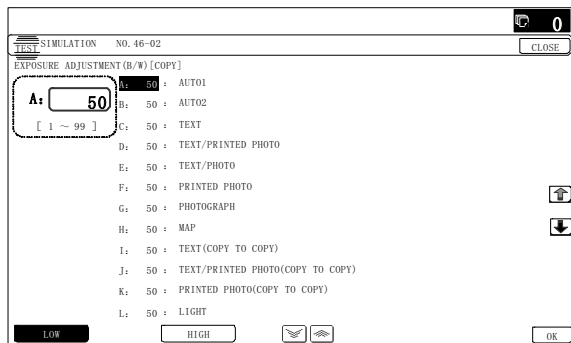 0
TEST SIMULATION NO. 46-02
CLOSE
EXPOSURE ADJUSTMENT(B/W)[COPY]
A: 50
[ 1 ~ 99 ]
A: 50 : AUTO1
B: 50 : AUTO2
C: 50 : TEXT
D: 50 : TEXT/PRINTED PHOTO
E: 50 : TEXT/PHOTO
F: 50 : PRINTED PHOTO
G: 50 : PHOTOGRAPH
H: 50 : MAP
I: 50 : TEXT(COPY TO COPY)
J: 50 : TEXT/PRINTED PHOTO(COPY TO COPY)
K: 50 : PRINTED PHOTO(COPY TO COPY)
L: 50 : LIGHT
LOW HIGH OK